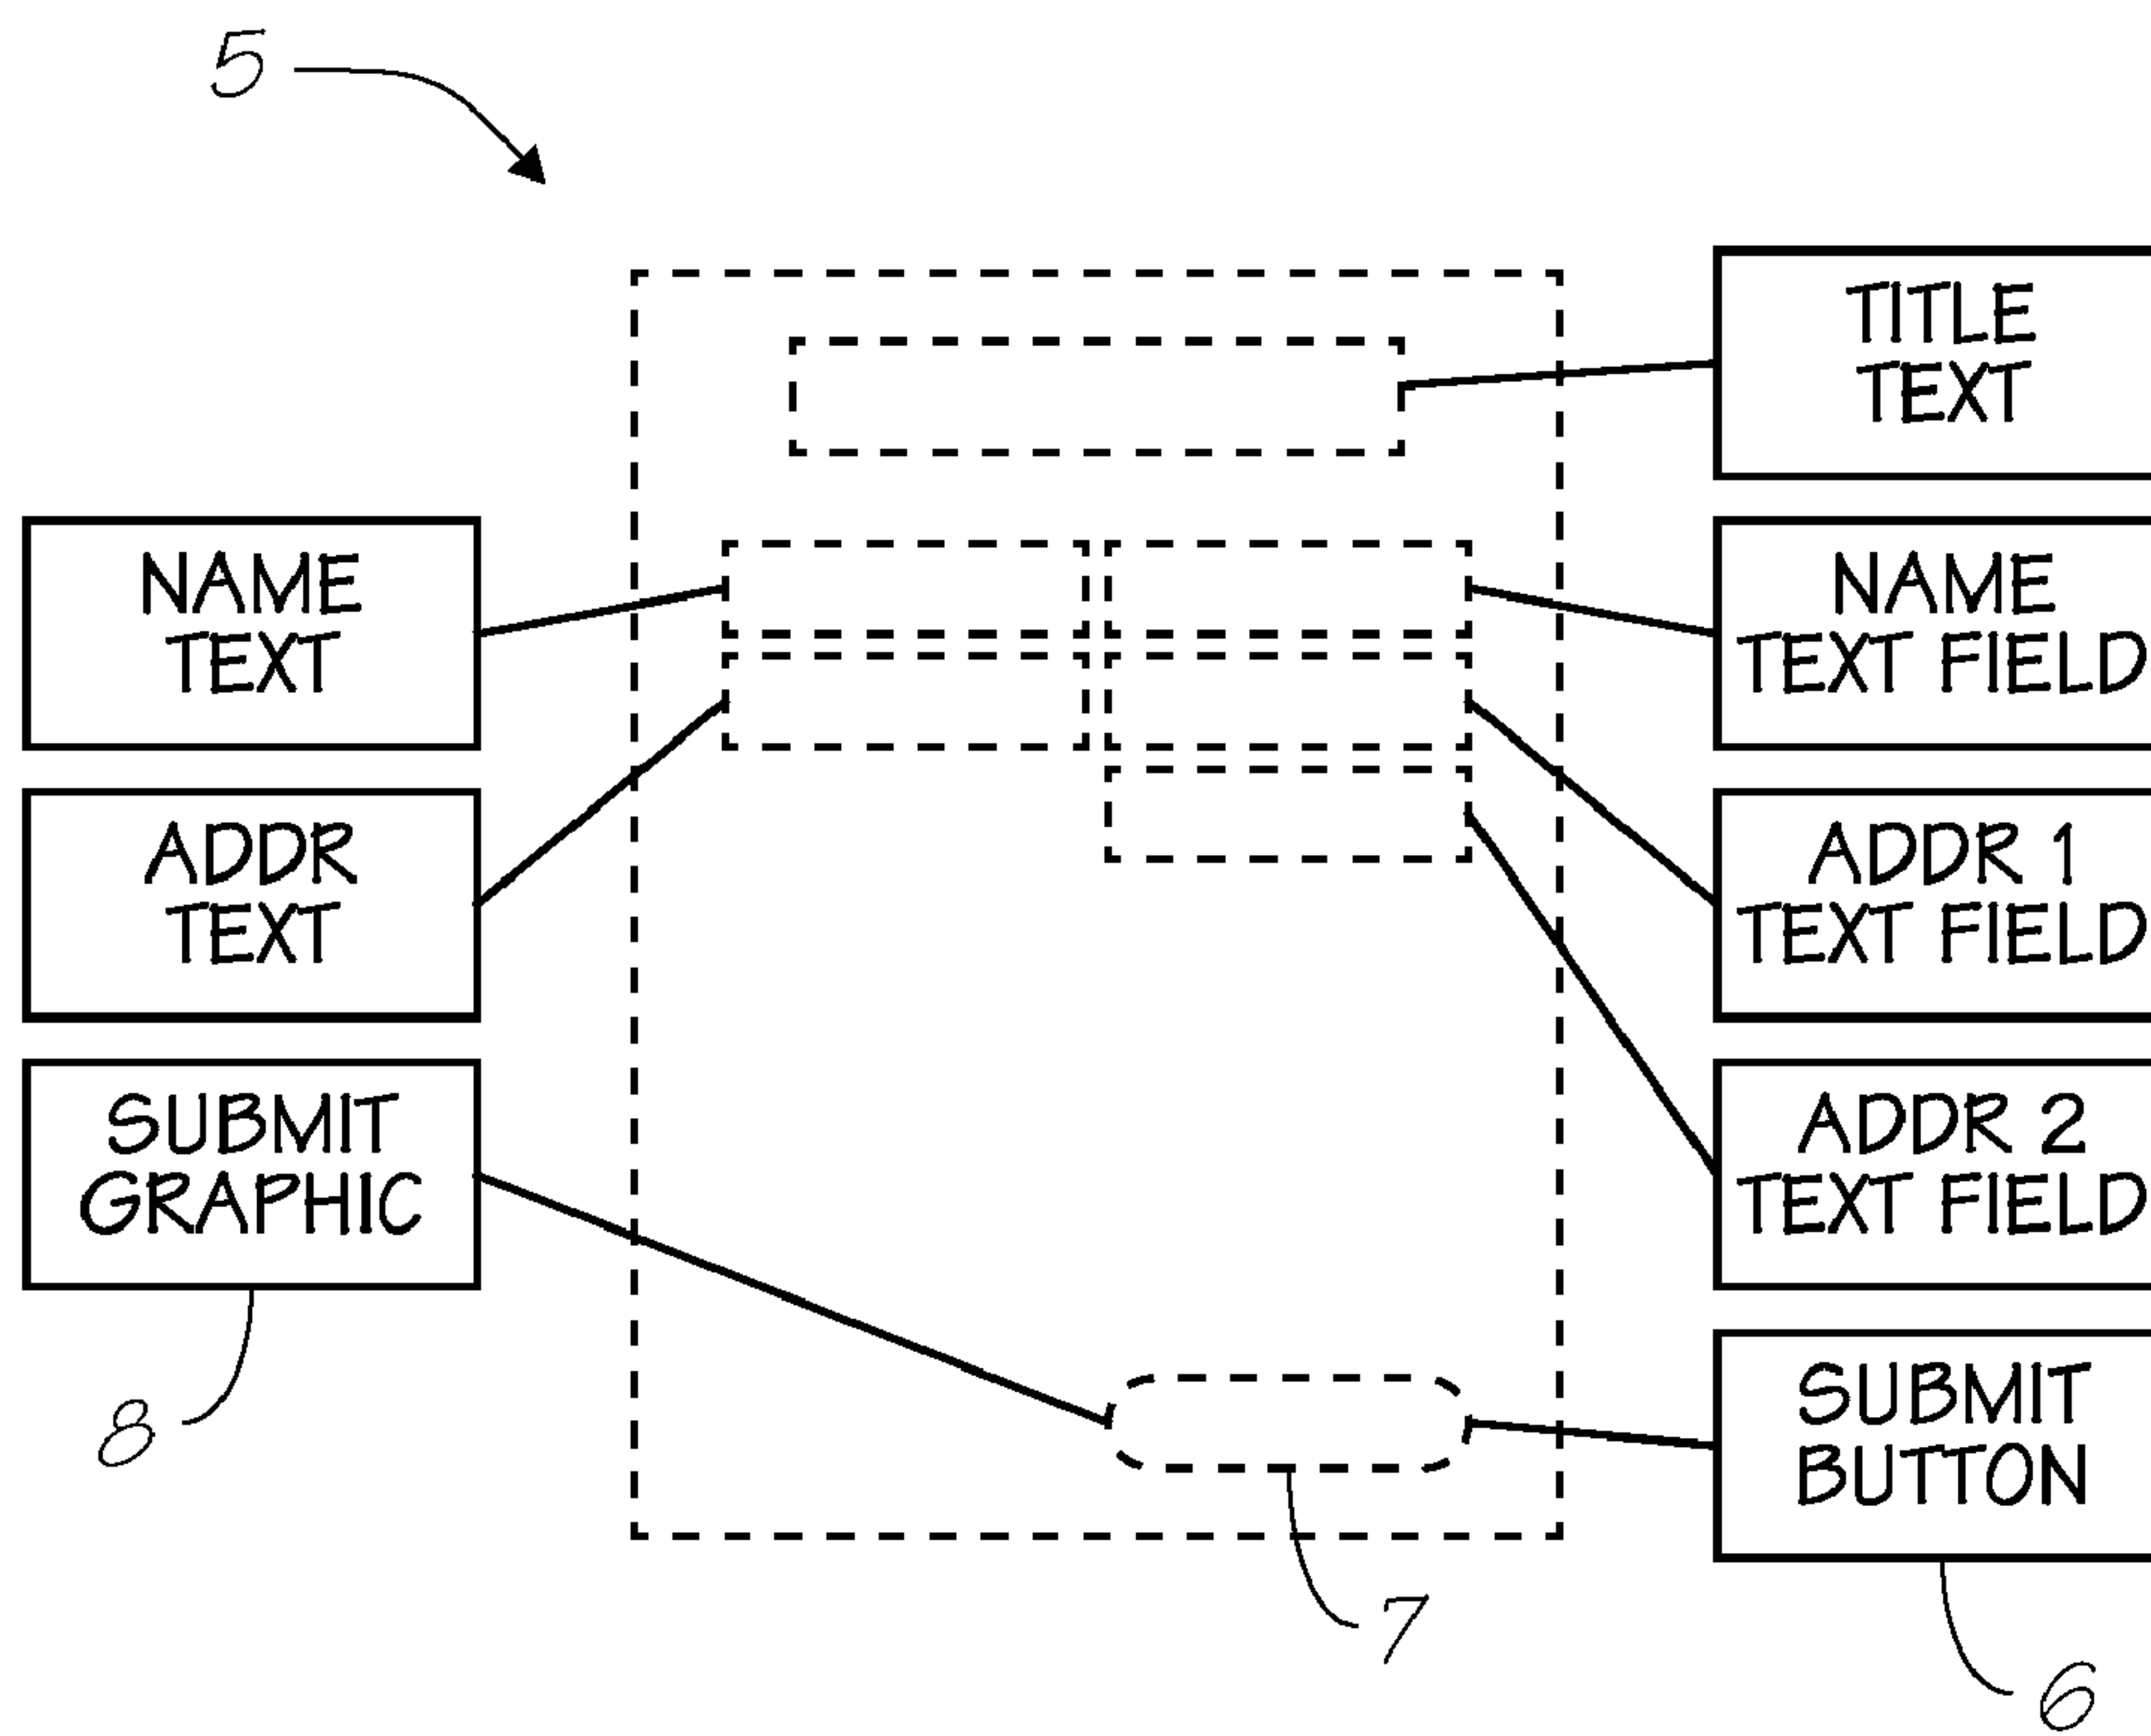 5
TITLE
TEXT
NAME
TEXT
NAME
TEXT FIELD
ADDR
TEXT
ADDR 1
TEXT FIELD
SUBMIT
GRAPHIC
ADDR 2
TEXT FIELD
SUBMIT
BUTTON
8
7
6